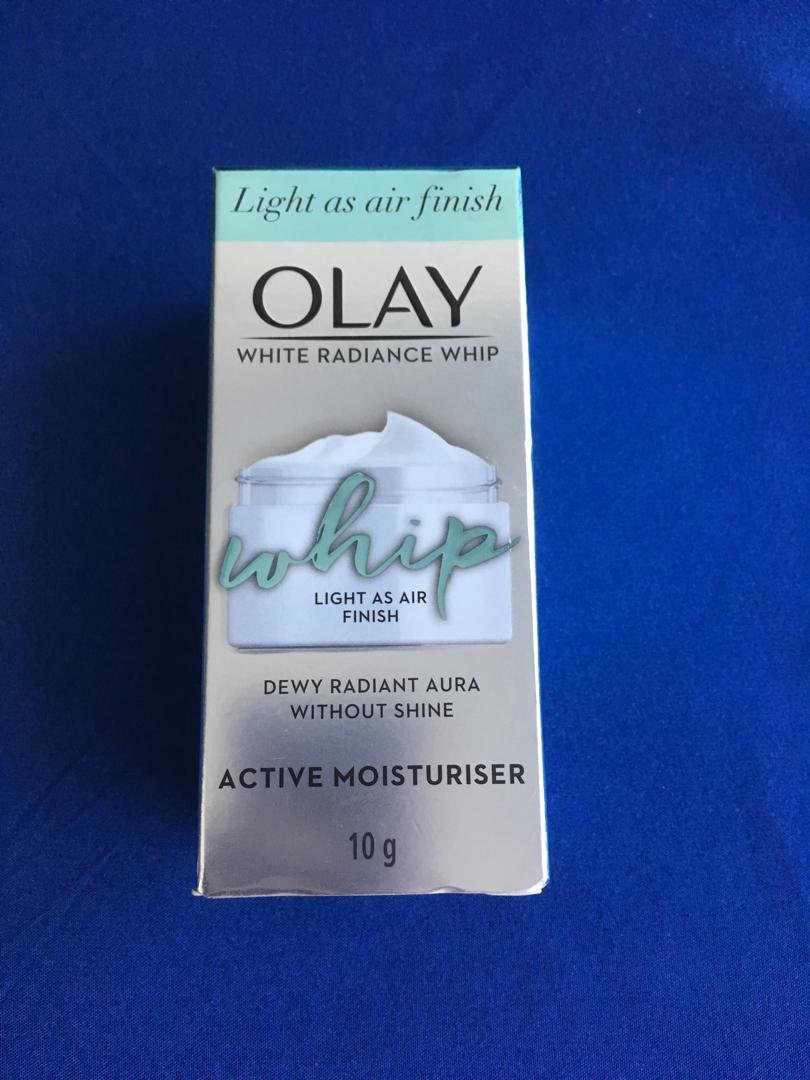 Light as air finish
OLAY
WHITE RADIANCE WHIP
whip
LIGHT AS AIR
FINISH
DEWY RADIANT AURA
WITHOUT SHINE
ACTIVE MOISTURISER
10 g